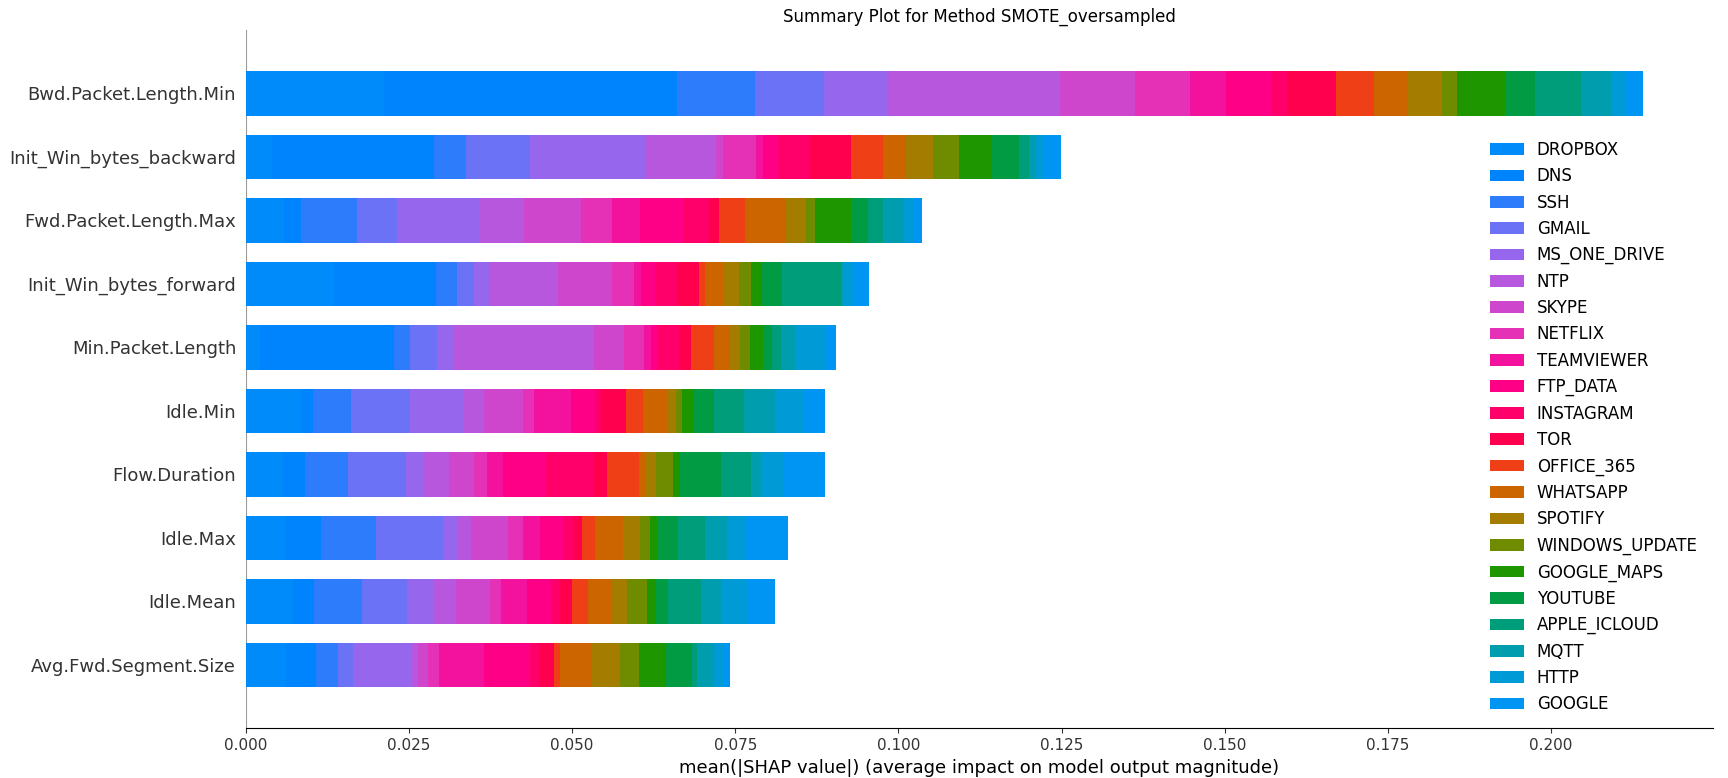 Summary Plot for Method SMOTE_oversampled
Bwd.Packet.Length.Min
Init_Win_bytes_backward
Fwd.Packet.Length.Max
Init_Win_bytes_forward
Min.Packet.Length
Idle.Min
Flow.Duration
Idle.Max
Idle.Mean
Avg.Fwd.Segment.Size
DROPBOX
DNS
SSH
GMAIL
MS_ONE_DRIVE
NTP
SKYPE
NETFLIX
TEAMVIEWER
FTP_DATA
INSTAGRAM
TOR
OFFICE_365
WHATSAPP
SPOTIFY
WINDOWS_UPDATE
GOOGLE_MAPS
YOUTUBE
APPLE_ICLOUD
MQTT
HTTP
GOOGLE
0.000 0.025 0.050 0.075 0.100 0.125 0.150 0.175 0.200
mean(|SHAP value|) (average impact on model output magnitude)